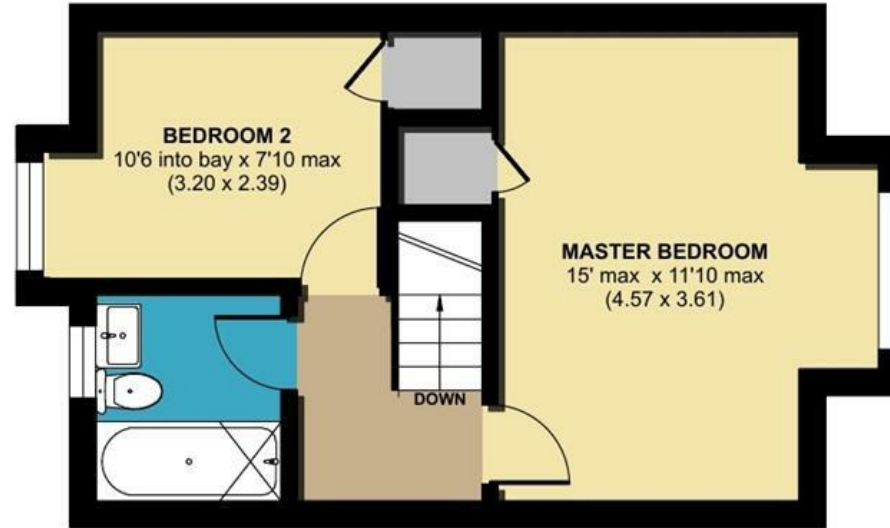 BEDROOM 2
10'6 into bay x 7'10 max
(3.20 x 2.39)
MASTER BEDROOM
15' max x 11'10 max
(4.57 x 3.61)
DOWN